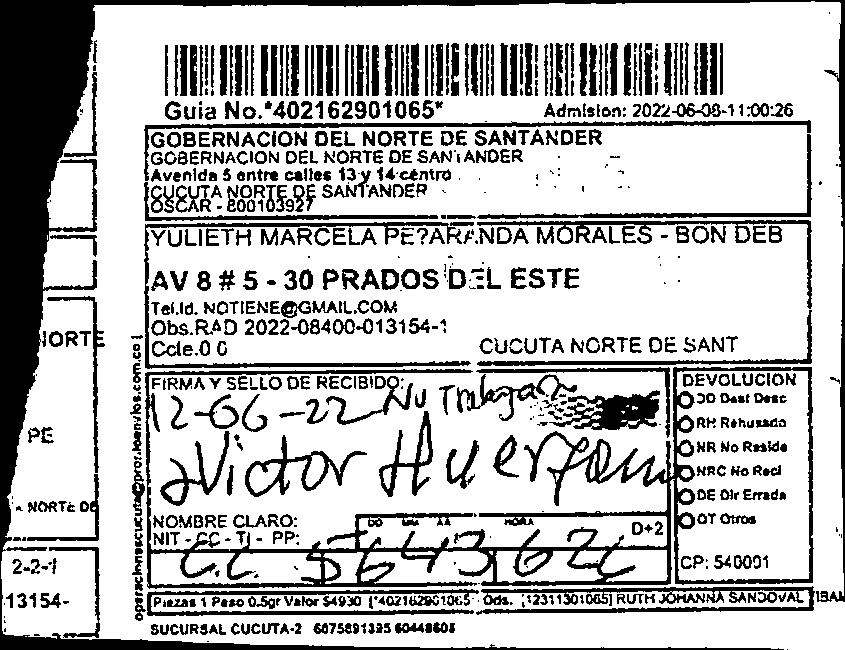 Guia No.*402162901065*
Admision: 2022-06-08-11:00:26
GOBERNACION DEL NORTE DE SANTANDER
GOBERNACION DEL NORTE DE SANTANDER
Avenida 5 entre calles 13 y 14 centro
CUCUTA NORTE DE SANTANDER
OSCAR - 800103927
YULIETH MARCELA PE?ARANDA MORALES - BON DEB
AV 8 # 5 - 30 PRADOS DEL ESTE
Tel.Id. NOTIENE@GMAIL.COM
Obs.RAD 2022-08400-013154-1
Ccte.0 0
CUCUTA NORTE DE SANT
FIRMA Y SELLO DE RECIBIDO:
12-06-22
Victor
NOMBRE CLARO:
NIT - CC - TI - PP:
DD MM AA HORA
D+2
C.C.
DEVOLUCION
DD Dest Desc
RH Rehusado
NR No Reside
NRC No Recl
DE Dir Errada
OT Otros
CP: 540001
Piezas 1 Peso 0.5gr Valor $4930 [*402162901065* Ods. [12311301065] RUTH JOHANNA SANDOVAL
SUCURSAL CUCUTA-2
NORTE
PE
NORTE DE
2-2-1
13154-